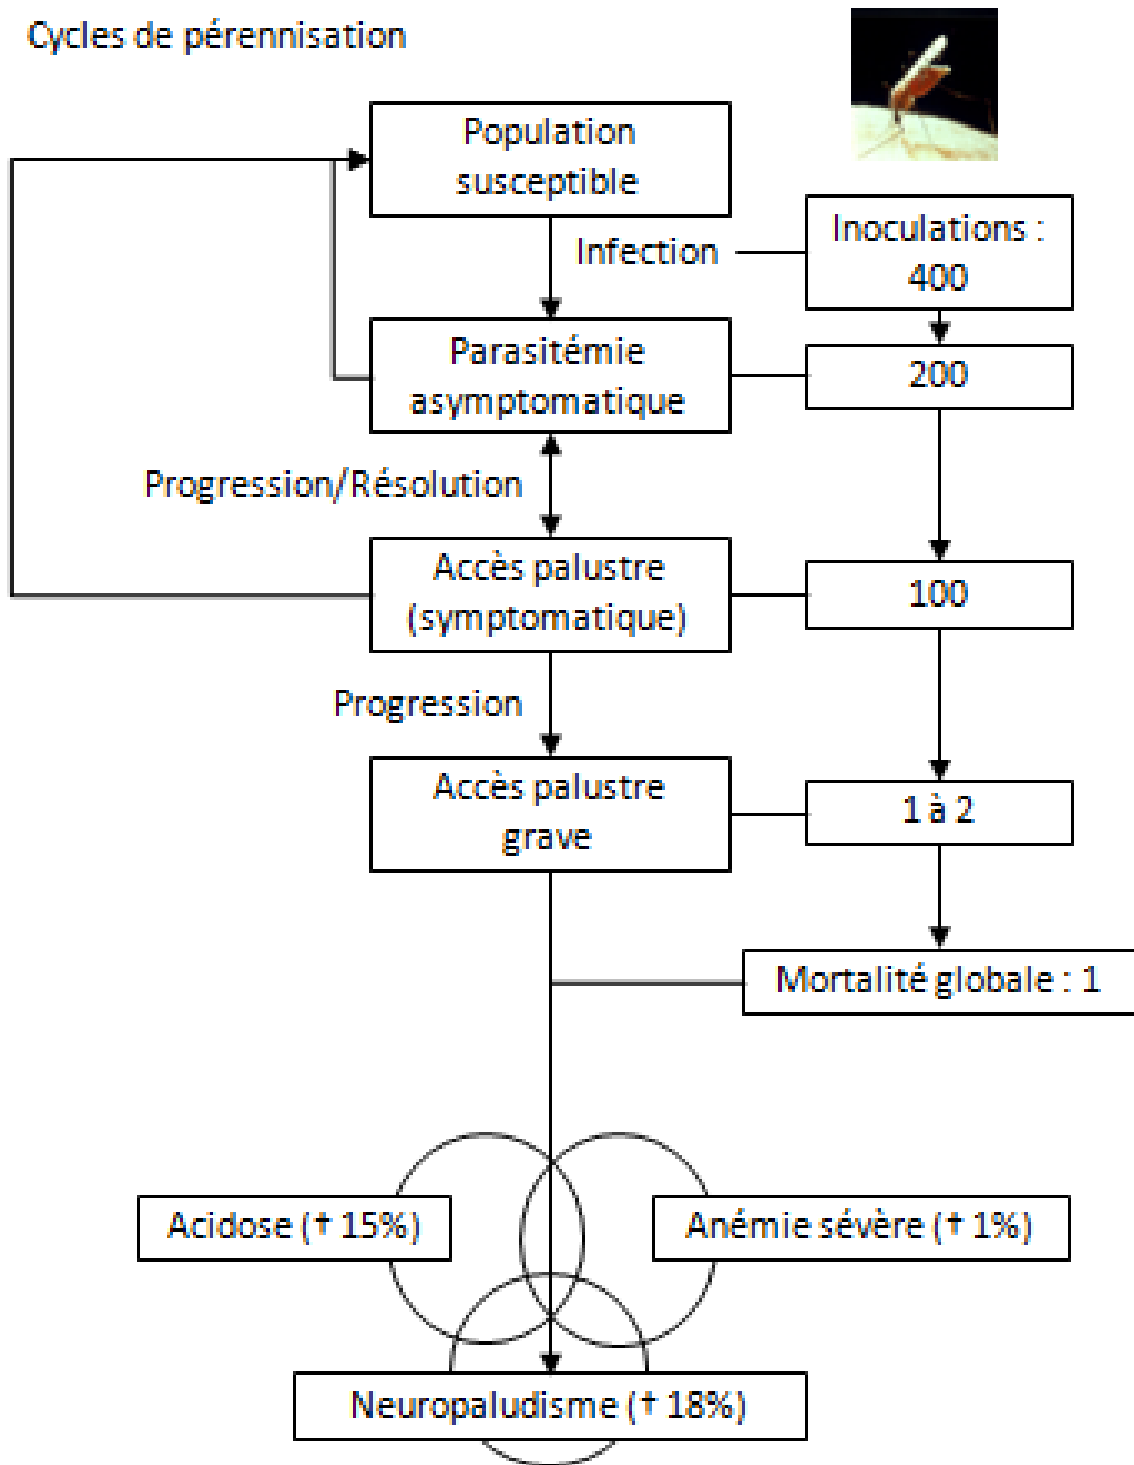 Cycles de pérennisation
Population
susceptible
Infection
Inoculations :
400
Parasitémie
asymptomatique
200
Progression/Résolution
Accès palustre
(symptomatique)
100
Progression
Accès palustre
grave
1 à 2
Mortalité globale : 1
Acidose († 15%)
Anémie sévère († 1%)
Neuropaludisme († 18%)